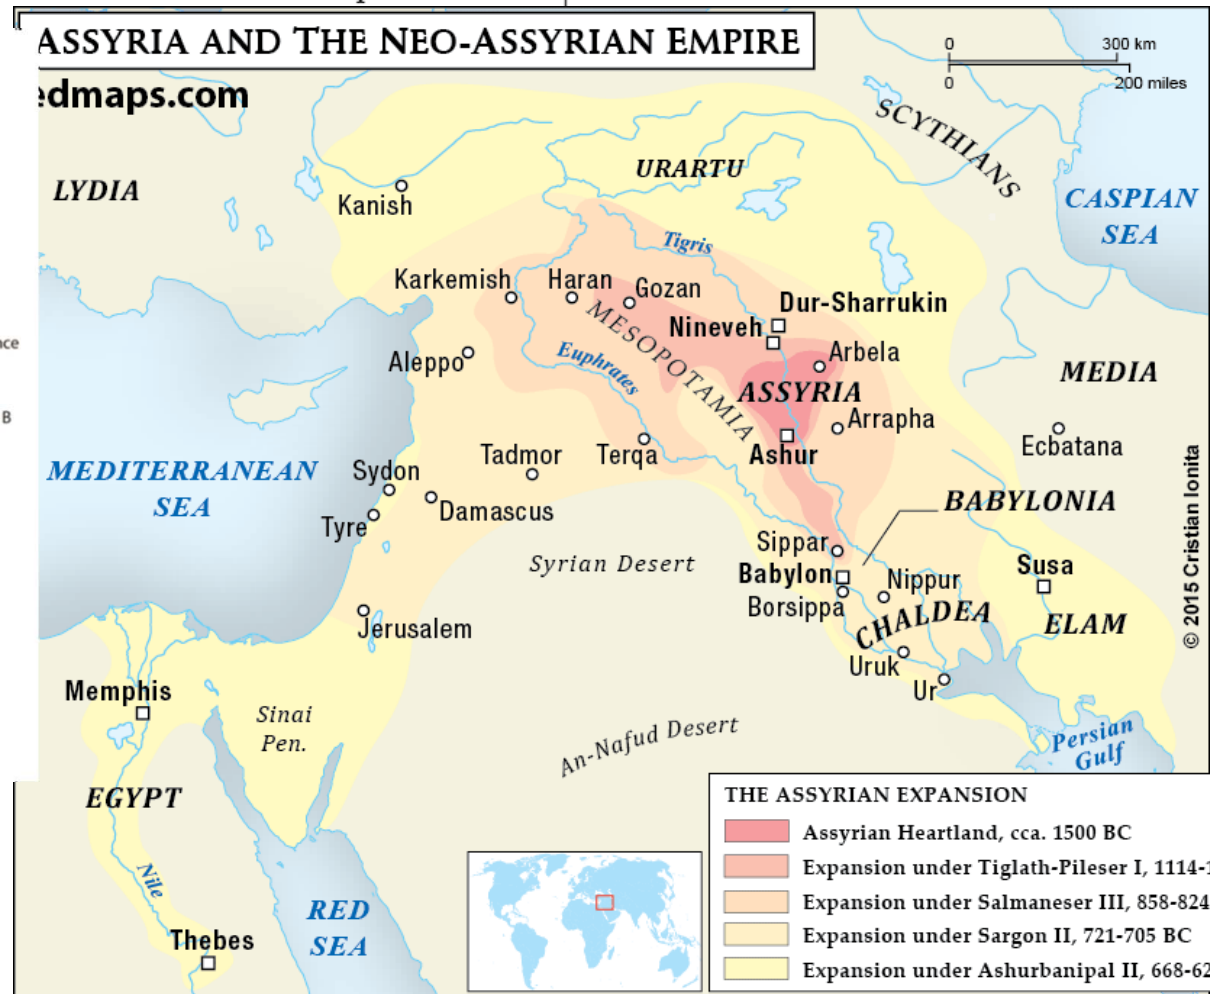 ASSYRIA AND THE NEO-ASSYRIAN EMPIRE
edmaps.com
0 300 km
0 200 miles
SCYTHIANS
URARTU
LYDIA
CASPIAN
SEA
Kanish
Tigris
Karkemish
Haran
Gozan
Dur-Sharrukin
Nineveh
MESOPOTAMIA
Arbela
Aleppo
Euphrates
MEDIA
ASSYRIA
Arrapha
B
Ecbatana
Ashur
Tadmor
Terqa
MEDITERRANEAN
SEA
Sydon
Damascus
BABYLONIA
Tyre
Sippar
Syrian Desert
Babylon
Susa
Nippur
Borsippa
CHALDEA
ELAM
Jerusalem
Uruk
Ur
Memphis
Sinai
Pen.
An-Nafud Desert
Persian
Gulf
EGYPT
Nile
RED
SEA
Thebes
© 2015 Cristian Ionita
THE ASSYRIAN EXPANSION
Assyrian Heartland, cca. 1500 BC
Expansion under Tiglath-Pileser I, 1114-1
Expansion under Salmaneser III, 858-824
Expansion under Sargon II, 721-705 BC
Expansion under Ashurbanipal II, 668-62